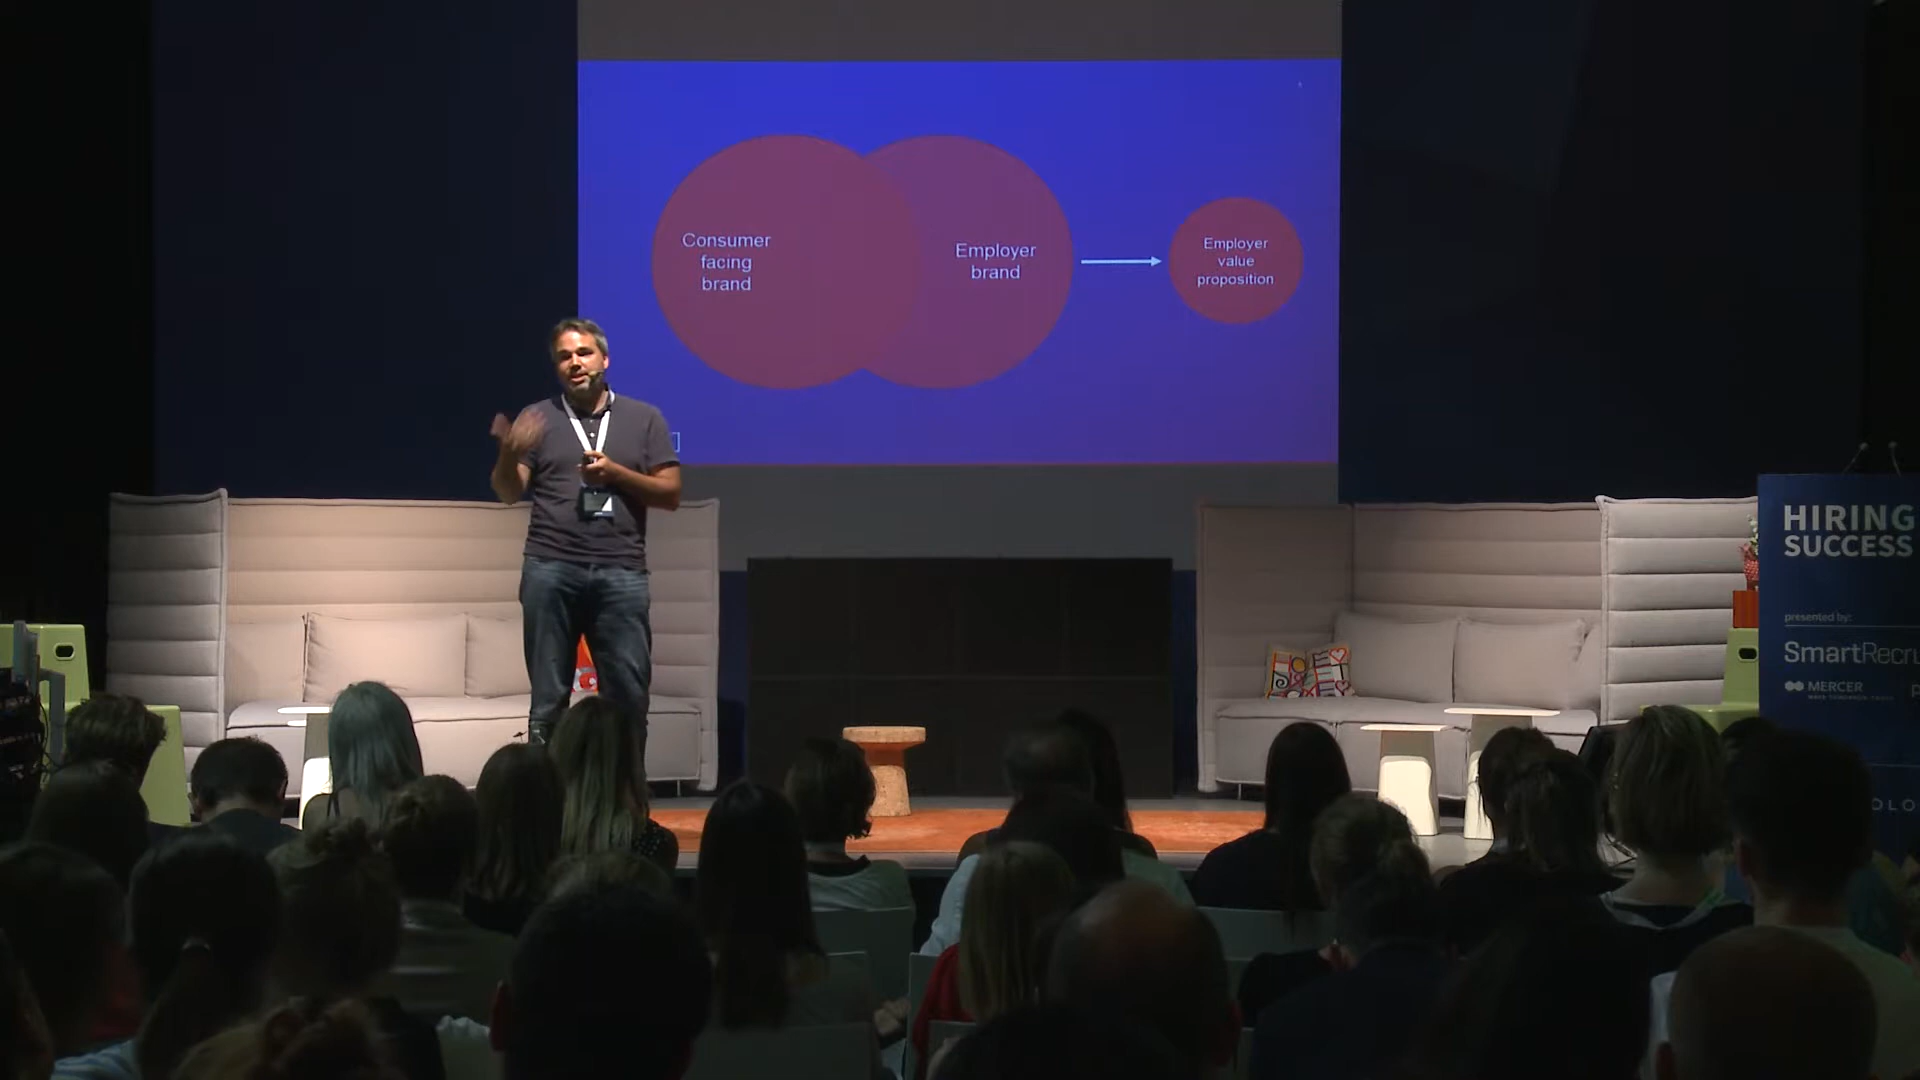 Consumer
facing
brand
Employer
brand
Employer
value
proposition
HIRING
SUCCESS
presented by:
SmartRecru
MERCER